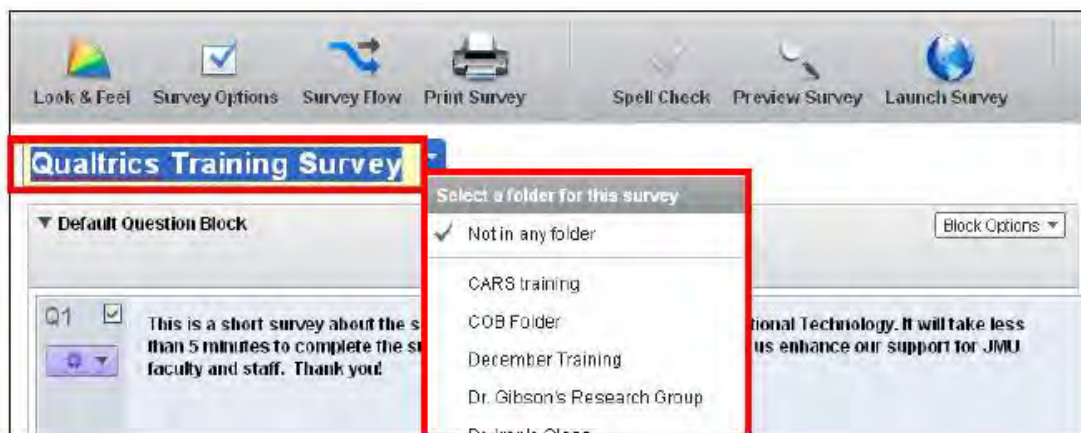 Look & Feel Survey Options Survey Flow Print Survey Spell Check Preview Survey Launch Survey
Qualtrics Training Survey
Select a folder for this survey
Default Question Block
Block Options
Not in any folder
CARS training
COB Folder
December Training
Dr. Gibson's Research Group
Q1
This is a short survey about the s tional Technology. It will take less
than 5 minutes to complete the su us enhance our support for JMU
faculty and staff. Thank you!